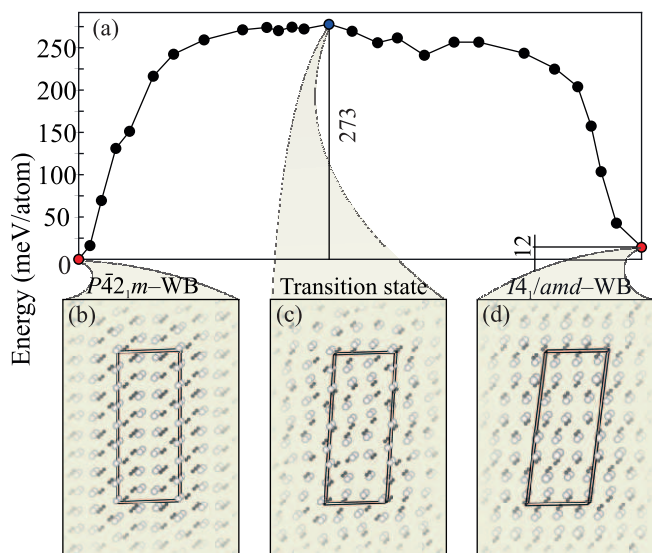 (a)
250
200
150
100
50
0
Energy (meV/atom)
273
12
P4̄2₁m–WB
Transition state
I4₁/amd–WB
(b)
(c)
(d)